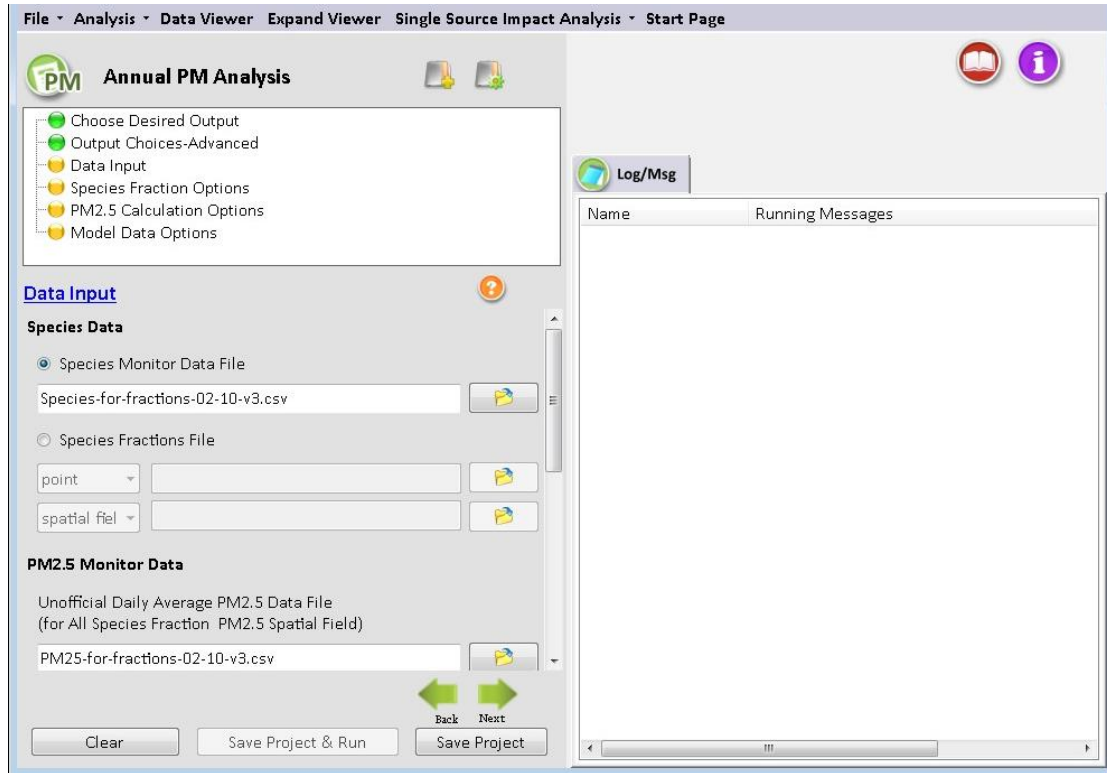 File Analysis Data Viewer Expand Viewer Single Source Impact Analysis Start Page
PM Annual PM Analysis
Choose Desired Output
Output Choices-Advanced
Data Input
Species Fraction Options
PM2.5 Calculation Options
Model Data Options
Data Input
Species Data
Species Monitor Data File
Species-for-fractions-02-10-v3.csv
Species Fractions File
point
spatial fiel
PM2.5 Monitor Data
Unofficial Daily Average PM2.5 Data File
(for All Species Fraction PM2.5 Spatial Field)
PM25-for-fractions-02-10-v3.csv
Back Next
Clear Save Project & Run Save Project
Log/Msg
Name Running Messages